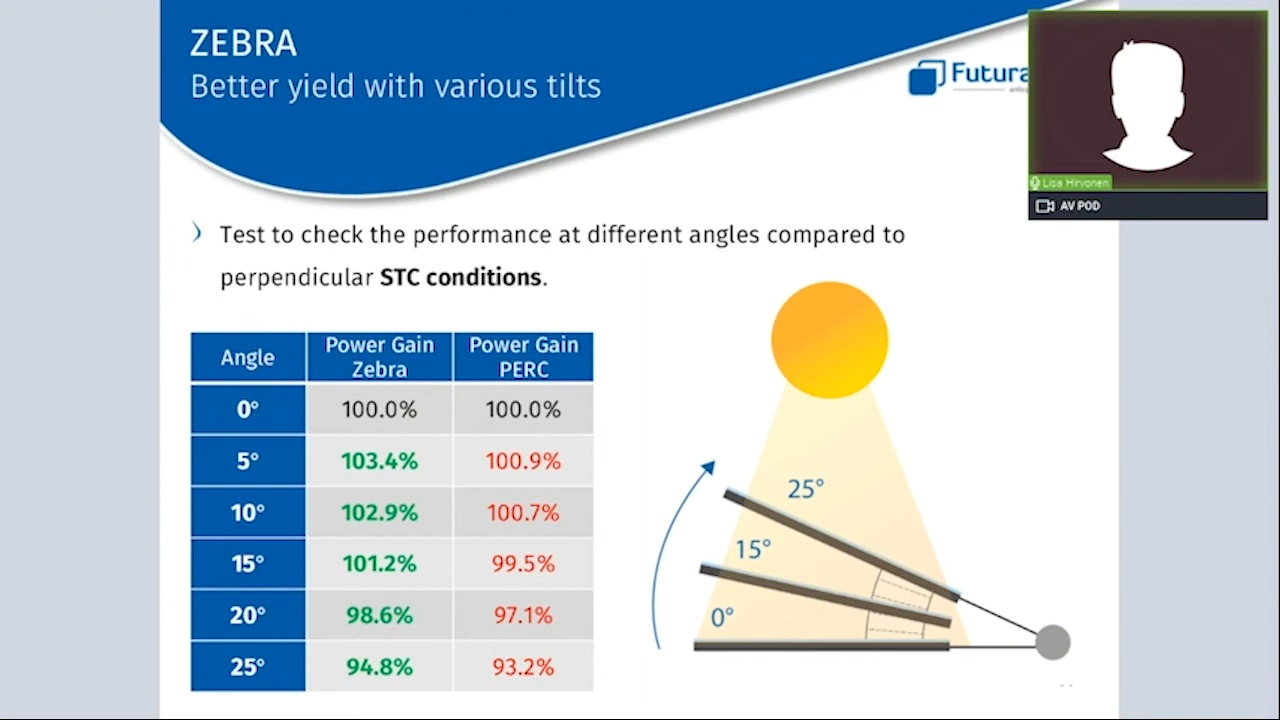 ZEBRA
Better yield with various tilts
Futura
Lisa Hirvonen
AV POD
Test to check the performance at different angles compared to
perpendicular STC conditions.
Angle Power Gain Zebra Power Gain PERC
0° 100.0% 100.0%
5° 103.4% 100.9%
10° 102.9% 100.7%
15° 101.2% 99.5%
20° 98.6% 97.1%
25° 94.8% 93.2%
25°
15°
0°